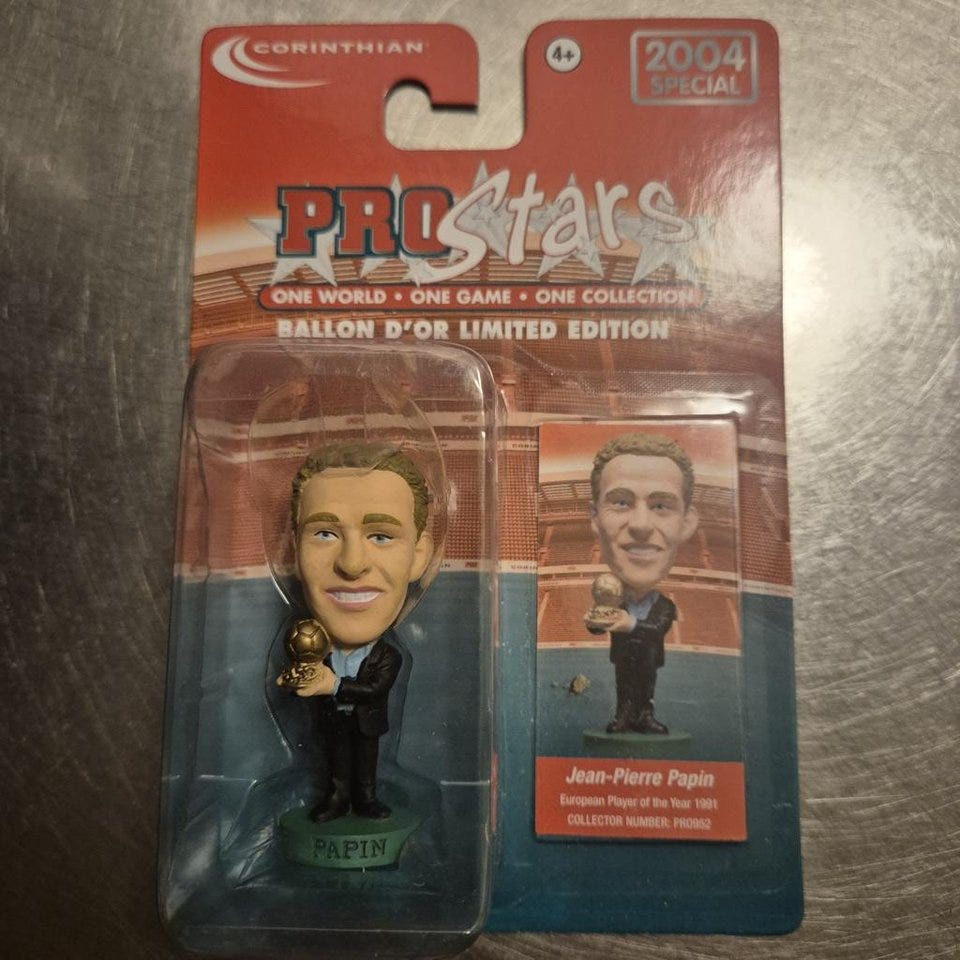 CORINTHIAN
4+
2004
SPECIAL
PROStars
ONE WORLD • ONE GAME • ONE COLLECTION
BALLON D'OR LIMITED EDITION
Jean-Pierre Papin
European Player of the Year 1991
COLLECTOR NUMBER: PRO952
PAPIN